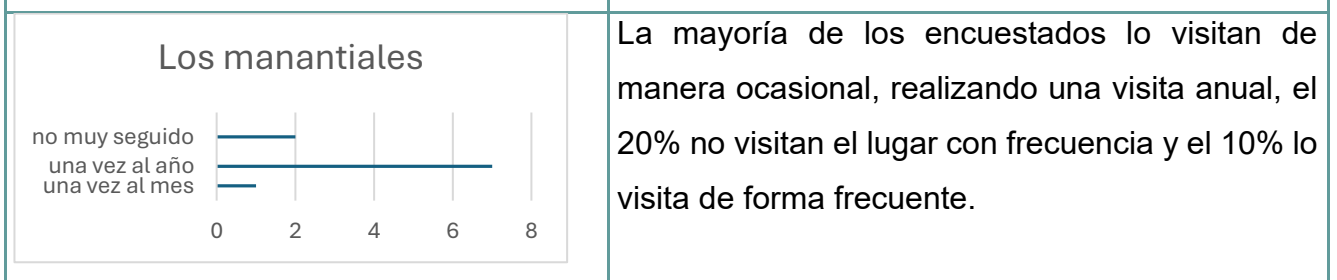 Los manantiales
no muy seguido
una vez al año
una vez al mes
0 2 4 6 8
La mayoría de los encuestados lo visitan de
manera ocasional, realizando una visita anual, el
20% no visitan el lugar con frecuencia y el 10% lo
visita de forma frecuente.